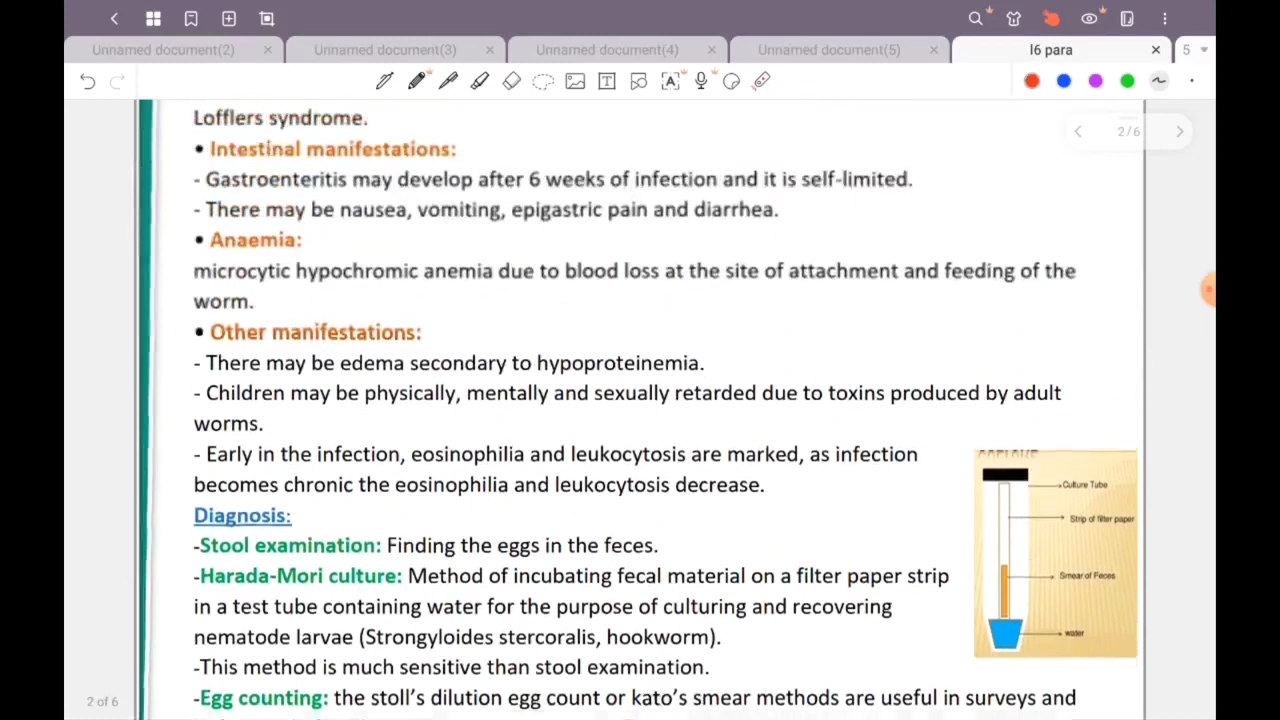 Unnamed document(2)
Unnamed document(3)
Unnamed document(4)
Unnamed document(5)
l6 para
5
2/6
Lofflers syndrome.
• Intestinal manifestations:
- Gastroenteritis may develop after 6 weeks of infection and it is self-limited.
- There may be nausea, vomiting, epigastric pain and diarrhea.
• Anaemia:
microcytic hypochromic anemia due to blood loss at the site of attachment and feeding of the
worm.
• Other manifestations:
- There may be edema secondary to hypoproteinemia.
- Children may be physically, mentally and sexually retarded due to toxins produced by adult
worms.
- Early in the infection, eosinophilia and leukocytosis are marked, as infection
becomes chronic the eosinophilia and leukocytosis decrease.
Diagnosis:
-Stool examination: Finding the eggs in the feces.
-Harada-Mori culture: Method of incubating fecal material on a filter paper strip
in a test tube containing water for the purpose of culturing and recovering
nematode larvae (Strongyloides stercoralis, hookworm).
-This method is much sensitive than stool examination.
-Egg counting: the stoll's dilution egg count or kato's smear methods are useful in surveys and
Culture Tube
Strip of filter paper
Smear of Feces
water
2 of 6